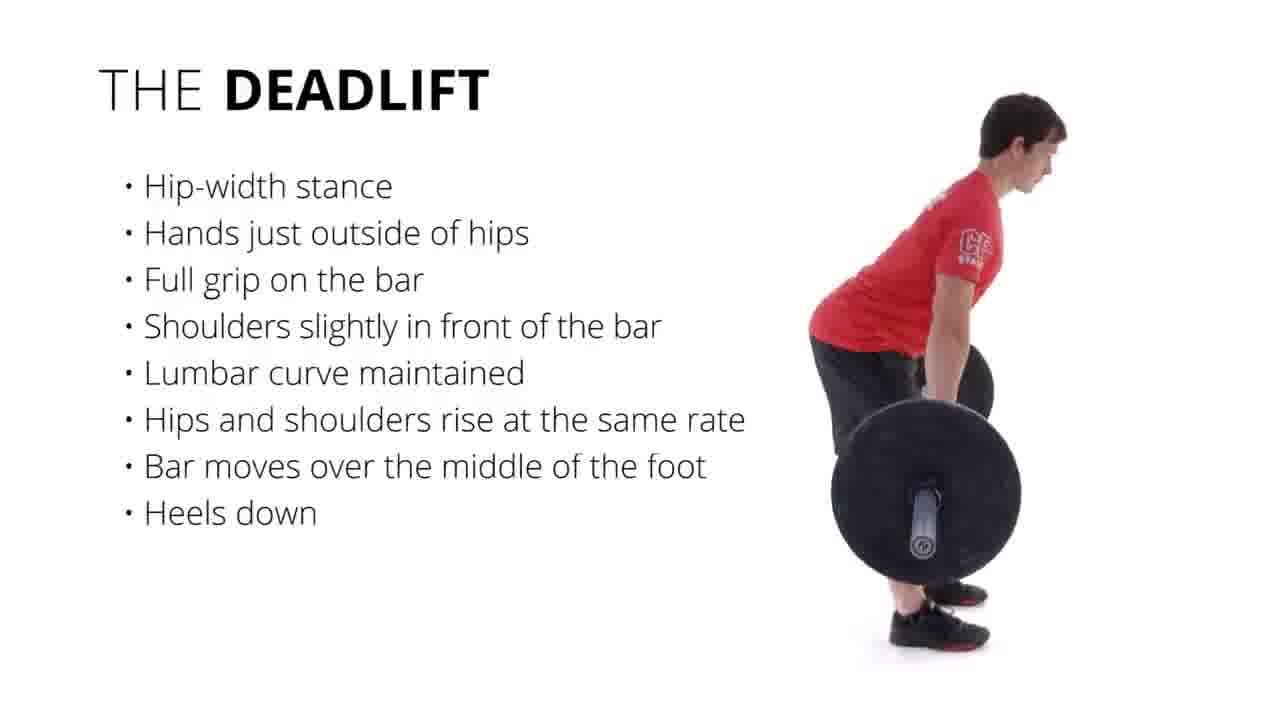 THE DEADLIFT
• Hip-width stance
• Hands just outside of hips
• Full grip on the bar
• Shoulders slightly in front of the bar
• Lumbar curve maintained
• Hips and shoulders rise at the same rate
• Bar moves over the middle of the foot
• Heels down
CF